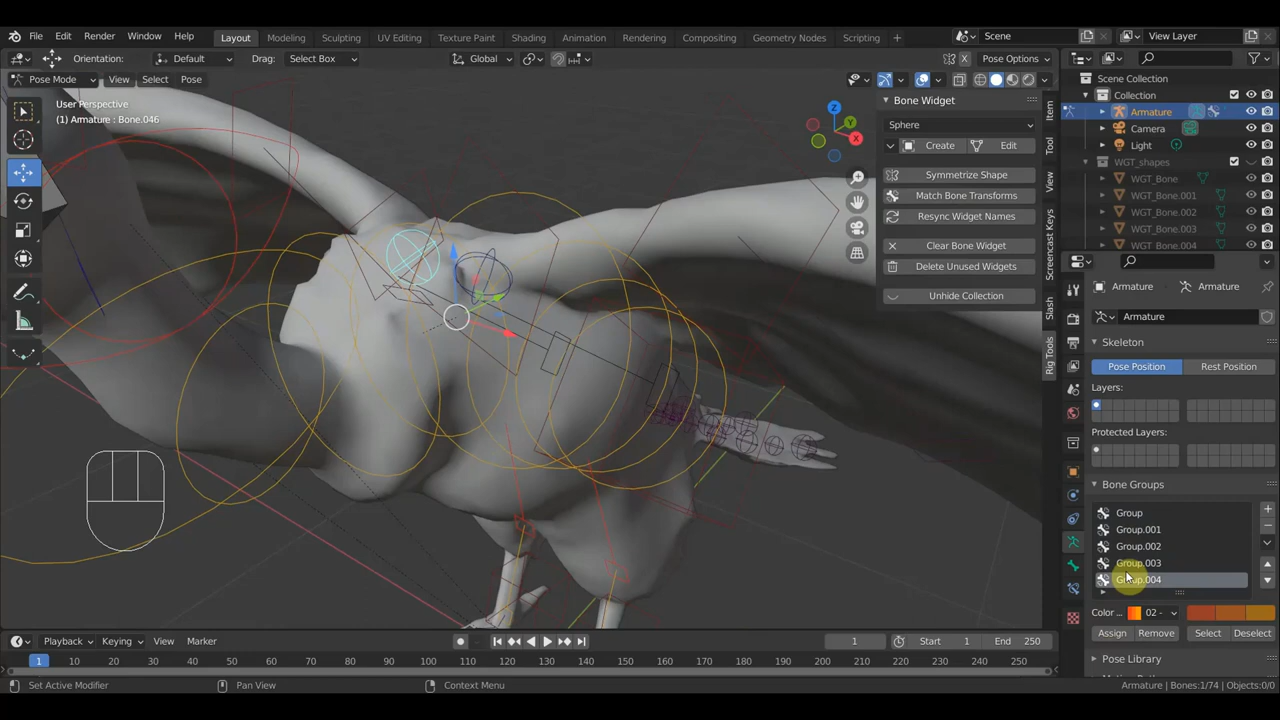 File Edit Render Window Help Layout Modeling Sculpting UV Editing Texture Paint Shading Animation Rendering Compositing Geometry Nodes Scripting + Scene View Layer
Orientation: Default Drag: Select Box Global Pose Options
Pose Mode View Select Pose
User Perspective
(1) Armature : Bone.046
Z
Y
X
Bone Widget
Sphere
Create Edit
Symmetrize Shape
Match Bone Transforms
Resync Widget Names
Clear Bone Widget
Delete Unused Widgets
Unhide Collection
Item
Tool
View
Screencast Keys
Slash
Rig Tools
Scene Collection
Collection
Armature
Camera
Light
WGT_shapes
WGT_Bone
WGT_Bone.001
WGT_Bone.002
WGT_Bone.003
WGT_Bone.004
Armature Armature
Armature
Skeleton
Pose Position Rest Position
Layers:
Protected Layers:
Bone Groups
Group
Group.001
Group.002
Group.003
Group.004
Color ... 02 -
Assign Remove Select Deselect
Pose Library
Playback Keying View Marker 1 Start 1 End 250
1 10 20 30 40 50 60 70 80 90 100 110 120 130 140 150 160 170 180 190 200 210 220 230 240 250
Set Active Modifier Pan View Context Menu Armature | Bones:1/74 | Objects:0/0